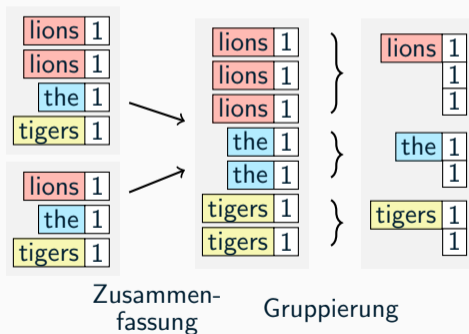 lions 1
lions 1
the 1
tigers 1
lions 1
the 1
tigers 1
lions 1
lions 1
lions 1
the 1
the 1
tigers 1
tigers 1
lions 1
1
1
the 1
1
tigers 1
1
Zusammen-
fassung
Gruppierung